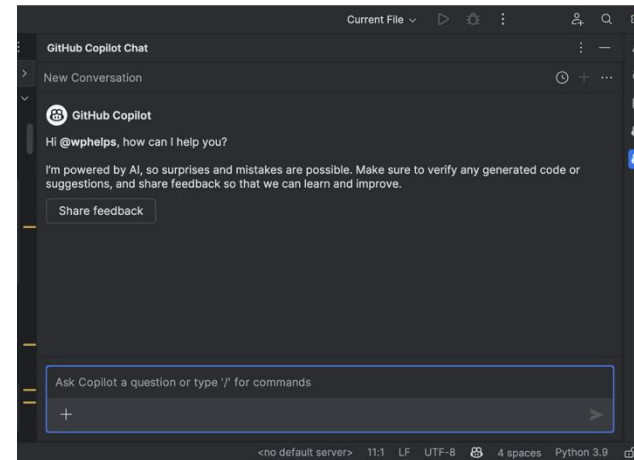 Current File
GitHub Copilot Chat
New Conversation
GitHub Copilot
Hi @wphelps, how can I help you?
I'm powered by AI, so surprises and mistakes are possible. Make sure to verify any generated code or
suggestions, and share feedback so that we can learn and improve.
Share feedback
Ask Copilot a question or type '/' for commands
<no default server> 11:1 LF UTF-8 4 spaces Python 3.9